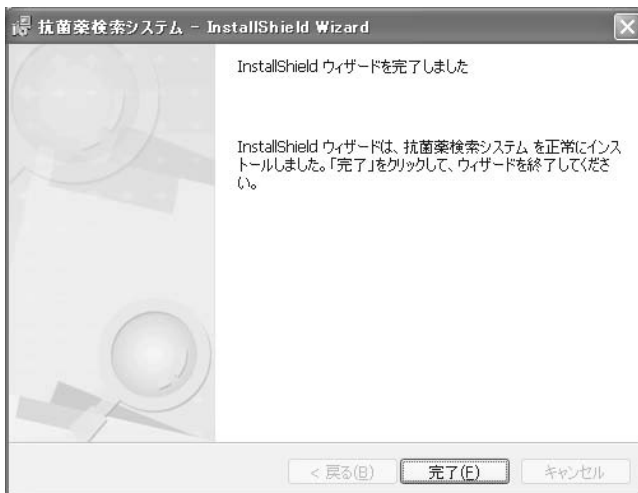 抗菌薬検索システム - InstallShield Wizard
InstallShield ウィザードを完了しました
InstallShield ウィザードは、抗菌薬検索システム を正常にインス
トールしました。「完了」をクリックして、ウィザードを終了してくださ
い。
< 戻る(B)
完了(F)
キャンセル